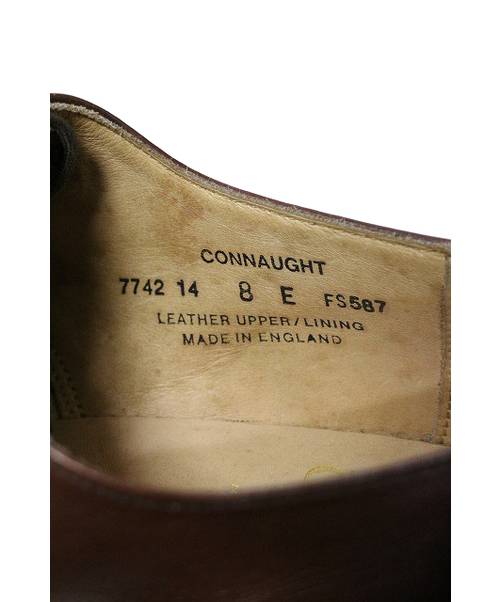 CONNAUGHT
7742 14 8 E FS587
LEATHER UPPER/LINING
MADE IN ENGLAND